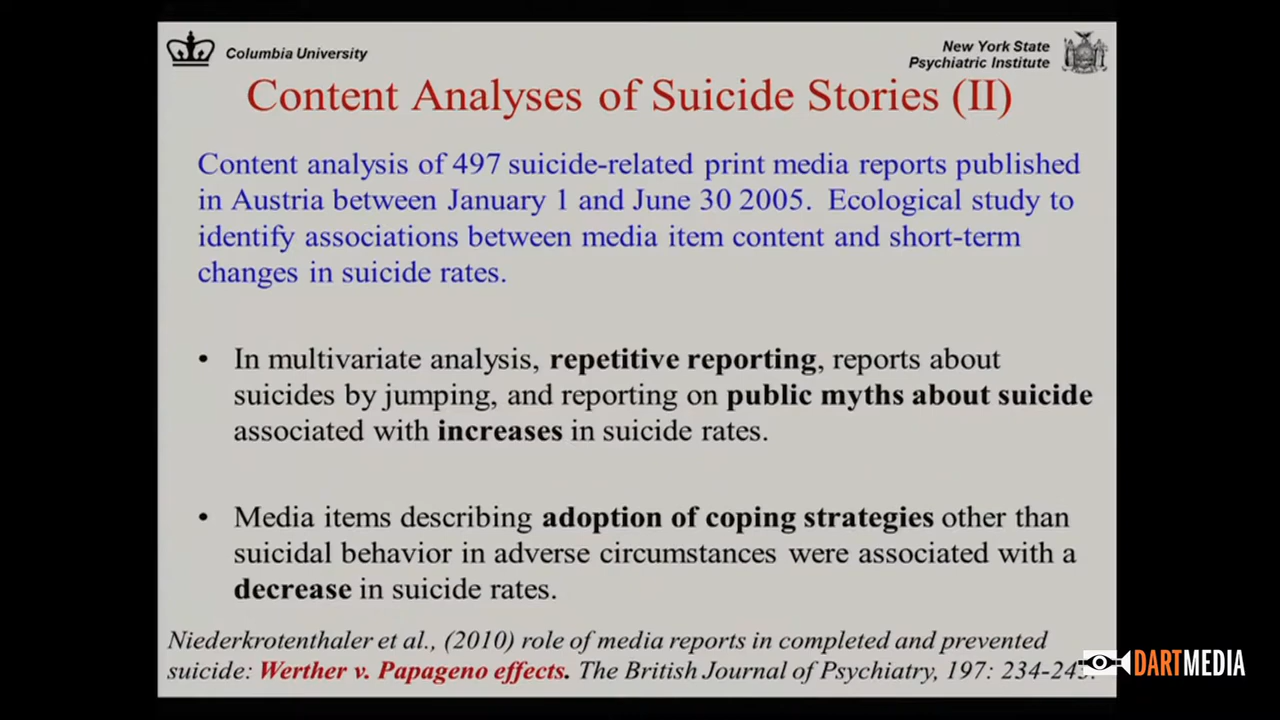 Columbia University
New York State
Psychiatric Institute
Content Analyses of Suicide Stories (II)
Content analysis of 497 suicide-related print media reports published
in Austria between January 1 and June 30 2005. Ecological study to
identify associations between media item content and short-term
changes in suicide rates.
• In multivariate analysis, repetitive reporting, reports about
suicides by jumping, and reporting on public myths about suicide
associated with increases in suicide rates.
• Media items describing adoption of coping strategies other than
suicidal behavior in adverse circumstances were associated with a
decrease in suicide rates.
Niederkrotenthaler et al., (2010) role of media reports in completed and prevented
suicide: Werther v. Papageno effects. The British Journal of Psychiatry, 197: 234-243.
DARTMEDIA